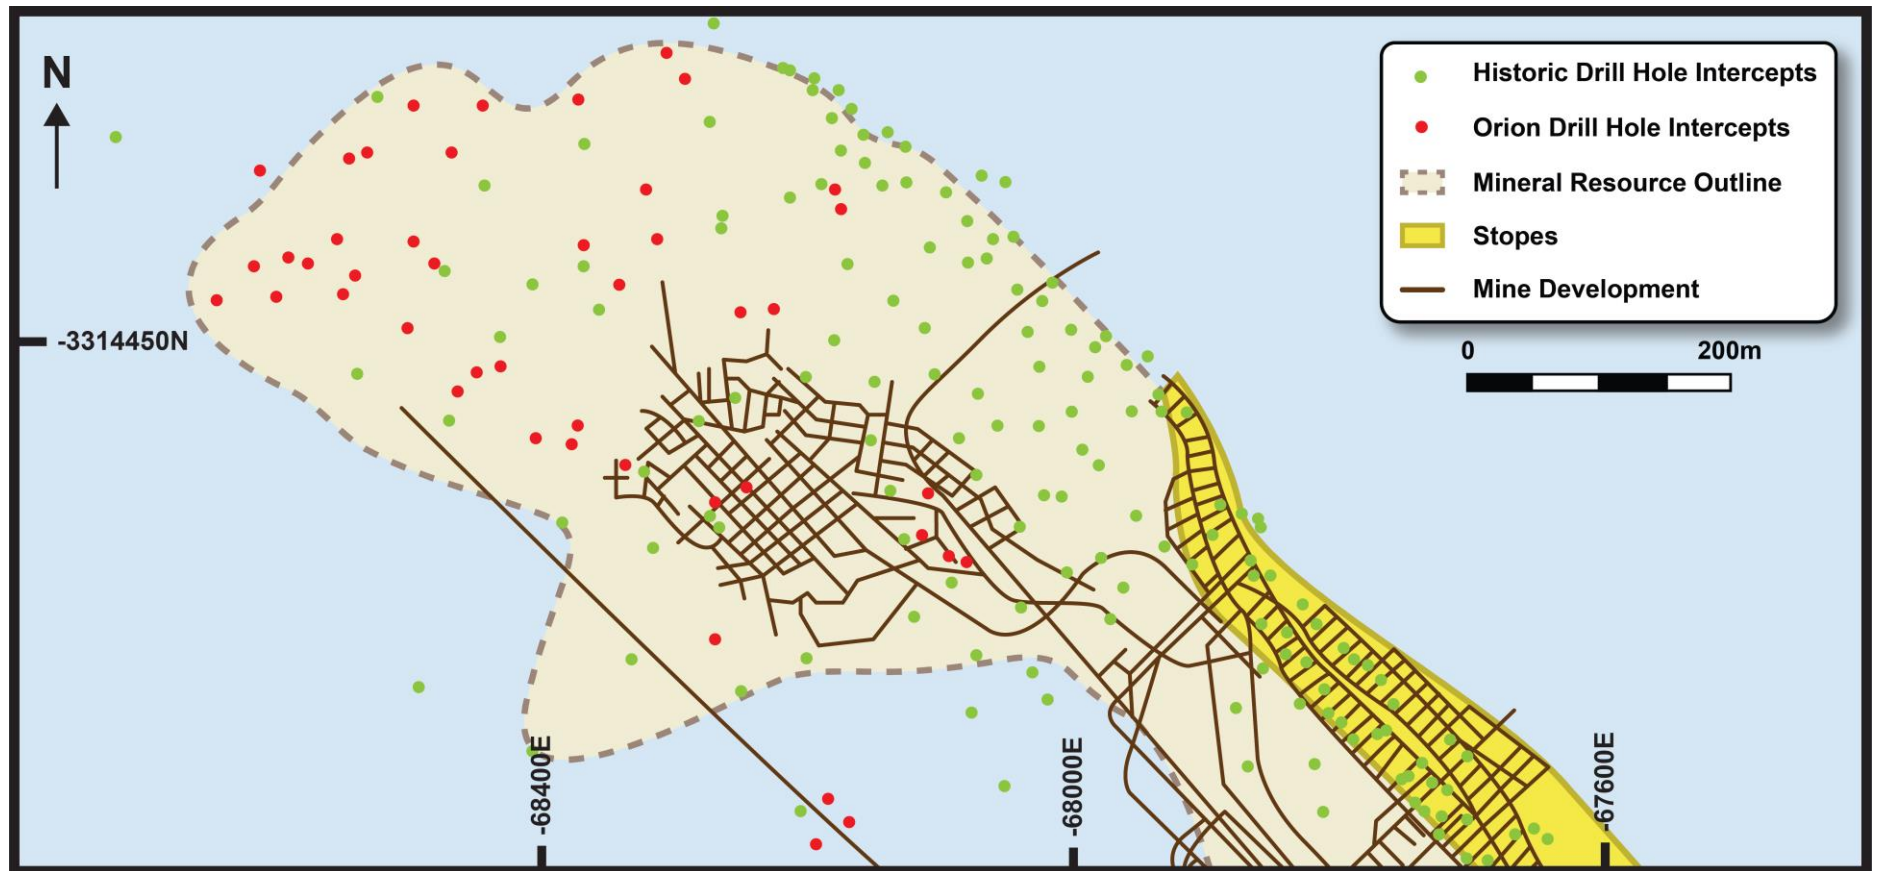 N
Historic Drill Hole Intercepts
Orion Drill Hole Intercepts
Mineral Resource Outline
Stopes
Mine Development
0 200m
-3314450N
-68400E
-68000E
-67600E